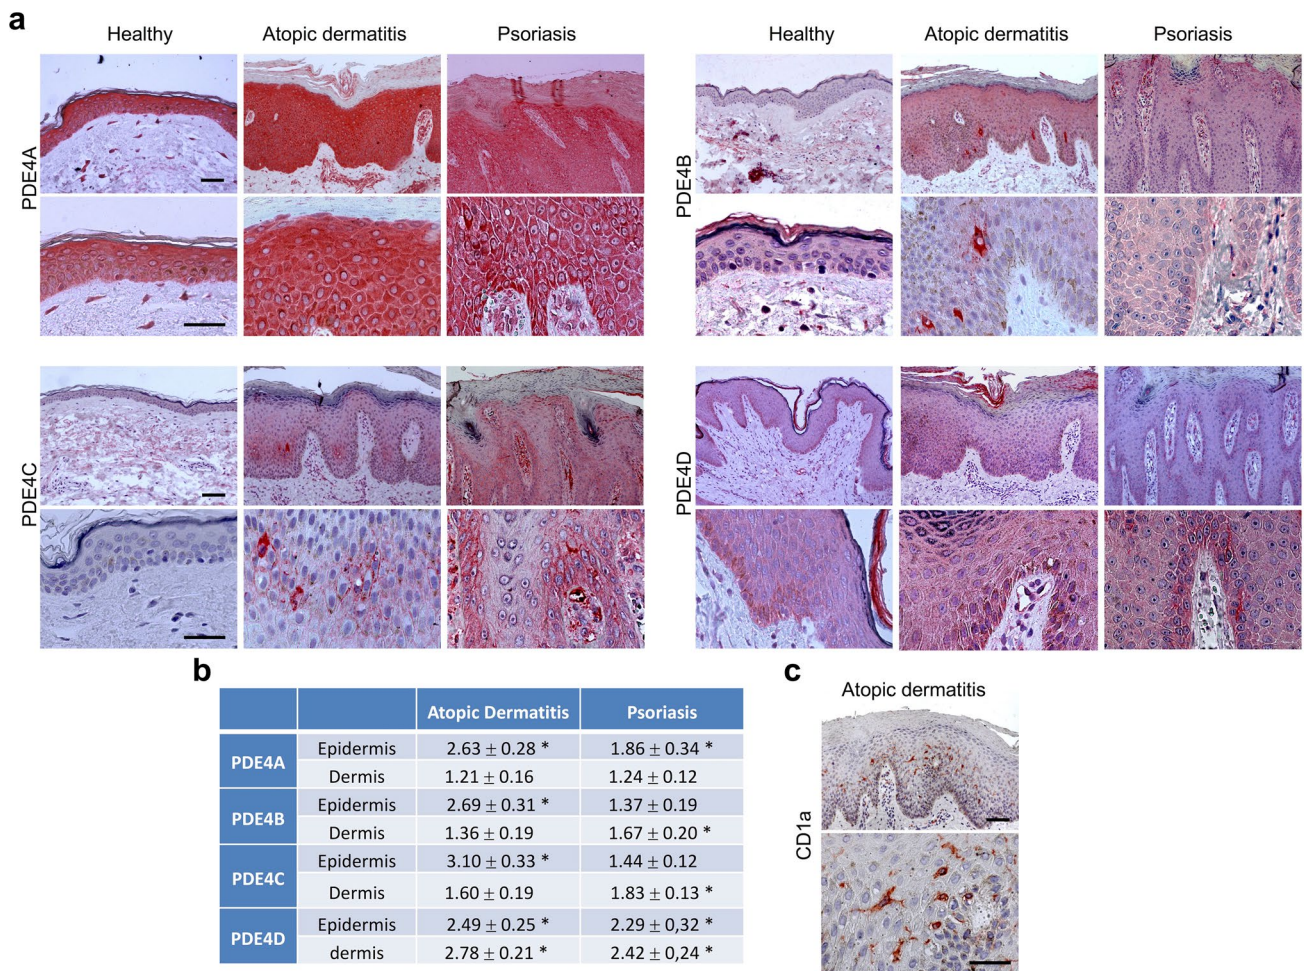 a
Healthy Atopic dermatitis Psoriasis
PDE4A
Healthy Atopic dermatitis Psoriasis
PDE4B
PDE4C
PDE4D
b
Atopic Dermatitis Psoriasis
PDE4A Epidermis 2.63 ± 0.28 * 1.86 ± 0.34 *
Dermis 1.21 ± 0.16 1.24 ± 0.12
PDE4B Epidermis 2.69 ± 0.31 * 1.37 ± 0.19
Dermis 1.36 ± 0.19 1.67 ± 0.20 *
PDE4C Epidermis 3.10 ± 0.33 * 1.44 ± 0.12
Dermis 1.60 ± 0.19 1.83 ± 0.13 *
PDE4D Epidermis 2.49 ± 0.25 * 2.29 ± 0,32 *
dermis 2.78 ± 0.21 * 2.42 ± 0,24 *
c
Atopic dermatitis
CD1a